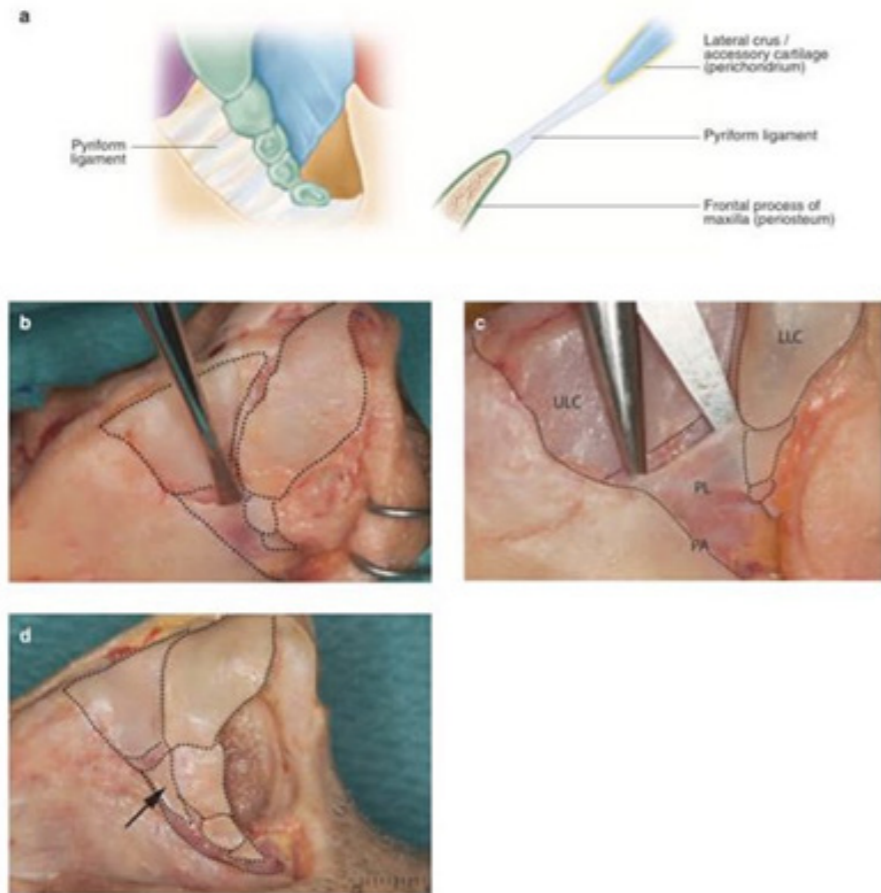 a
Pyriform
ligament
Lateral crus /
accessory cartilage
(perichondrium)
Pyriform ligament
Frontal process of
maxilla (periosteum)
b
c
ULC
LLC
PL
PA
d